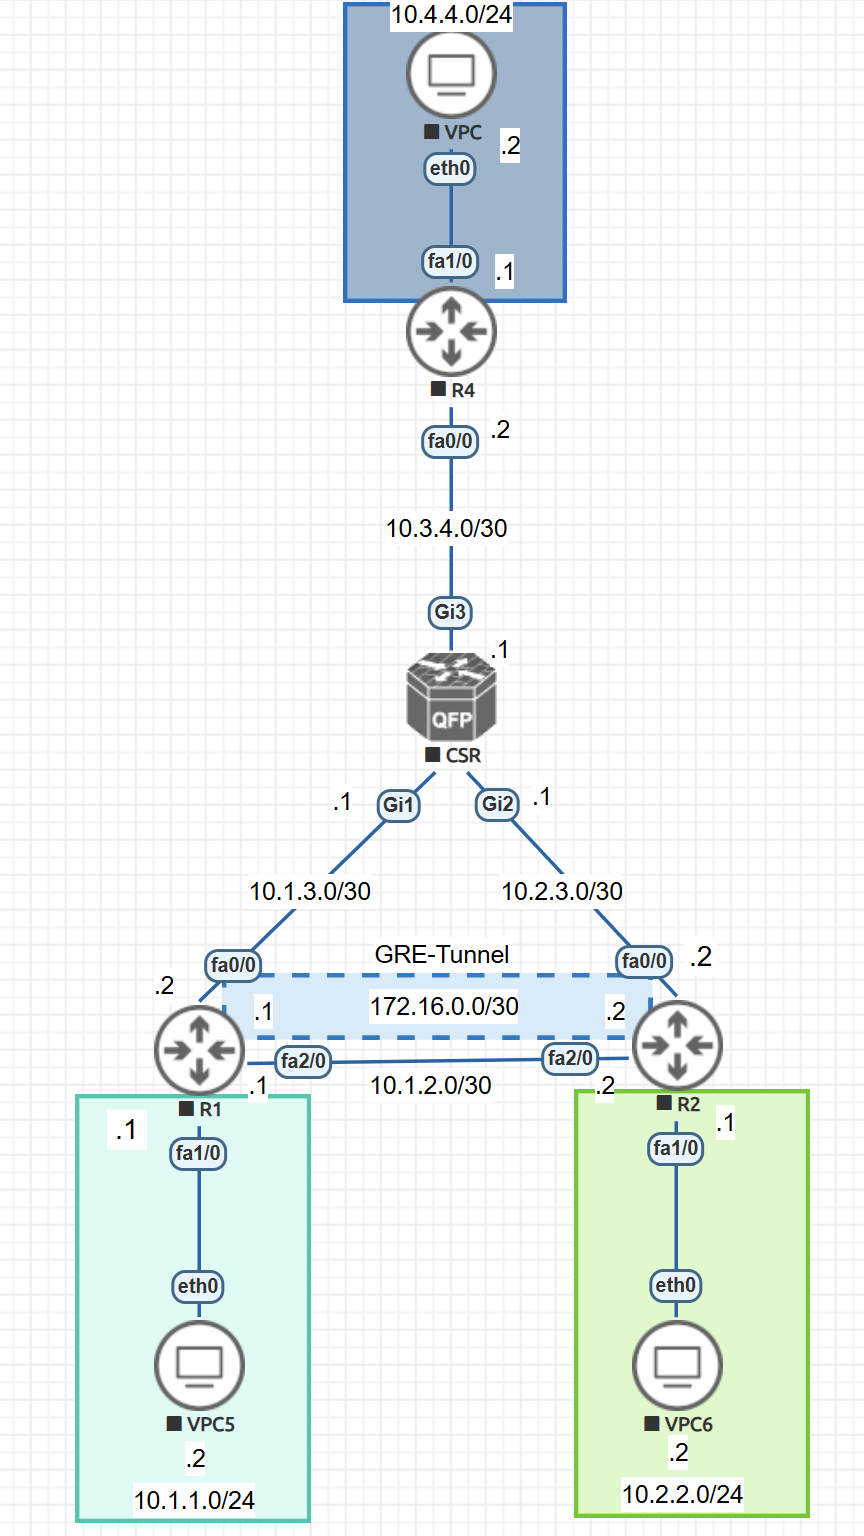 10.4.4.0/24
VPC
.2
eth0
fa1/0
.1
R4
fa0/0
.2
10.3.4.0/30
Gi3
.1
QFP
CSR
.1
Gi1
Gi2
.1
10.1.3.0/30
10.2.3.0/30
GRE-Tunnel
fa0/0
fa0/0
.2
.2
.1
172.16.0.0/30
.2
fa2/0
fa2/0
.1
10.1.2.0/30
.2
R1
R2
.1
.1
fa1/0
fa1/0
eth0
eth0
VPC5
VPC6
.2
.2
10.1.1.0/24
10.2.2.0/24